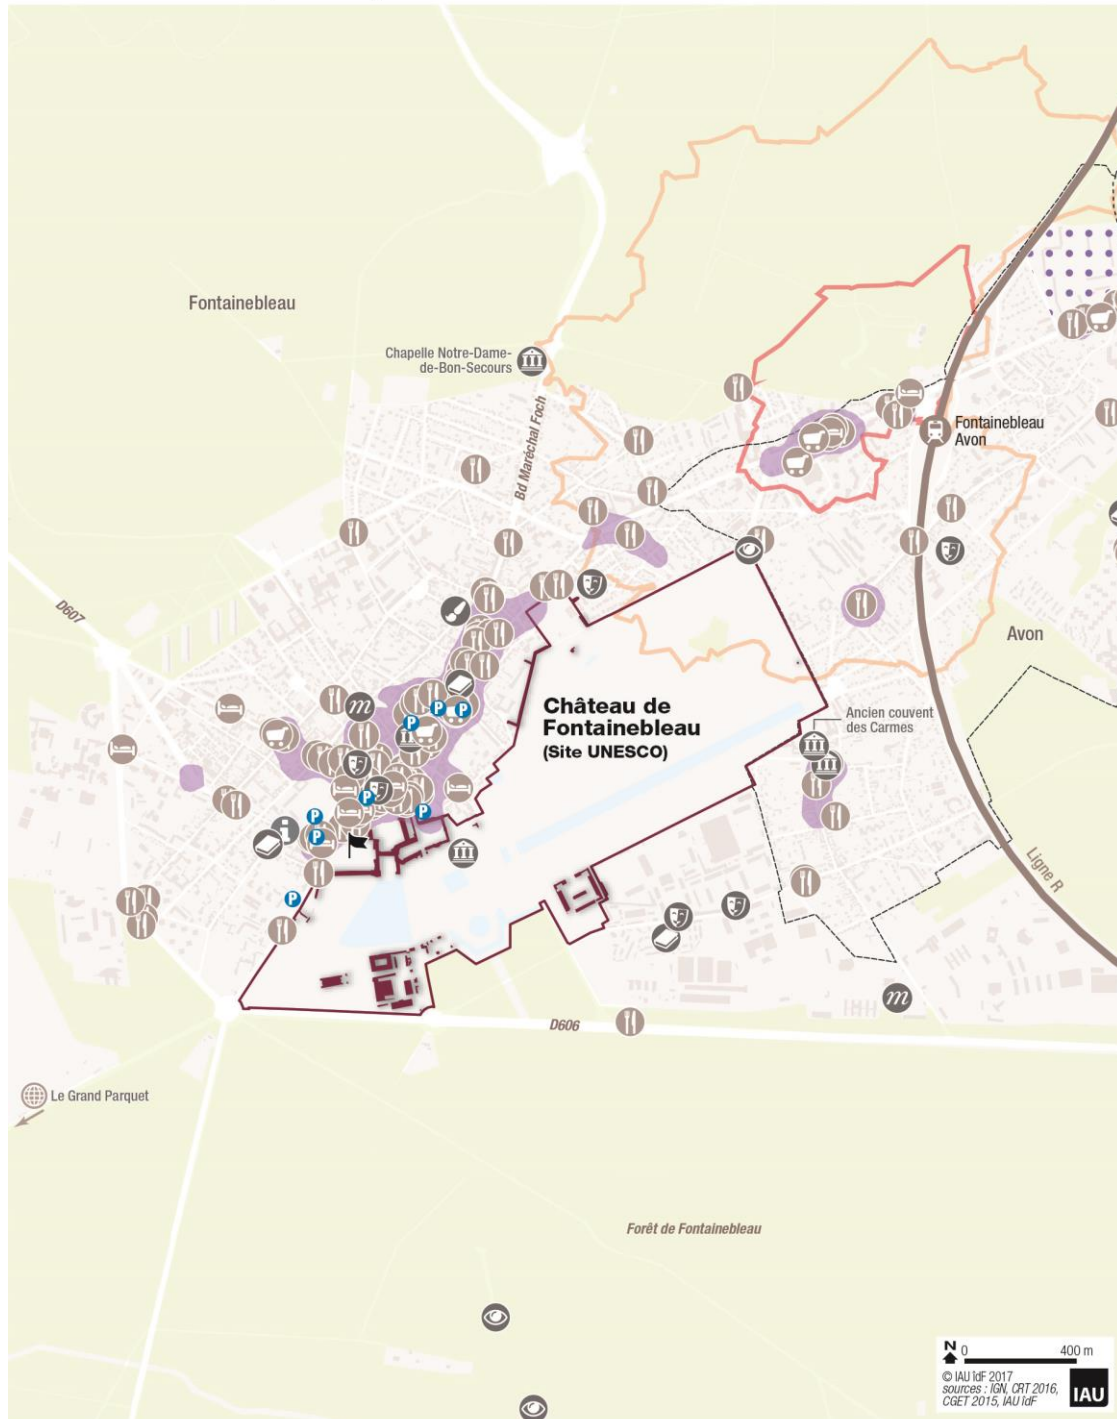 Fontainebleau
Chapelle Notre-Dame-
de-Bon-Secours
Bd Maréchal Foch
Fontainebleau
Avon
D607
Avon
Château de
Fontainebleau
(Site UNESCO)
m
Ancien couvent
des Carmes
P
P
P
P
P
P
P
i
P
Ligne R
m
D606
Le Grand Parquet
Forêt de Fontainebleau
N
0 400 m
© IAU îdF 2017
sources : IGN, CRT 2016,
CGET 2015, IAU îdF
IAU